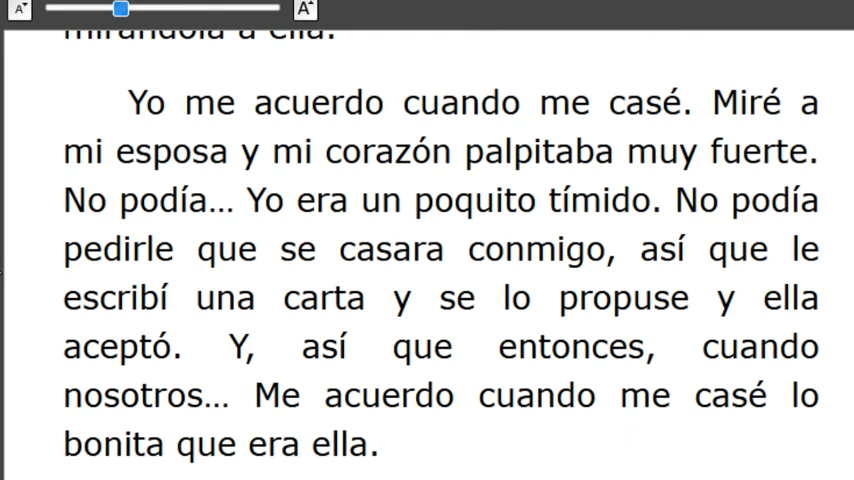 mirándola a ella.
Yo me acuerdo cuando me casé. Miré a
mi esposa y mi corazón palpitaba muy fuerte.
No podía... Yo era un poquito tímido. No podía
pedirle que se casara conmigo, así que le
escribí una carta y se lo propuse y ella
aceptó. Y, así que entonces, cuando
nosotros... Me acuerdo cuando me casé lo
bonita que era ella.